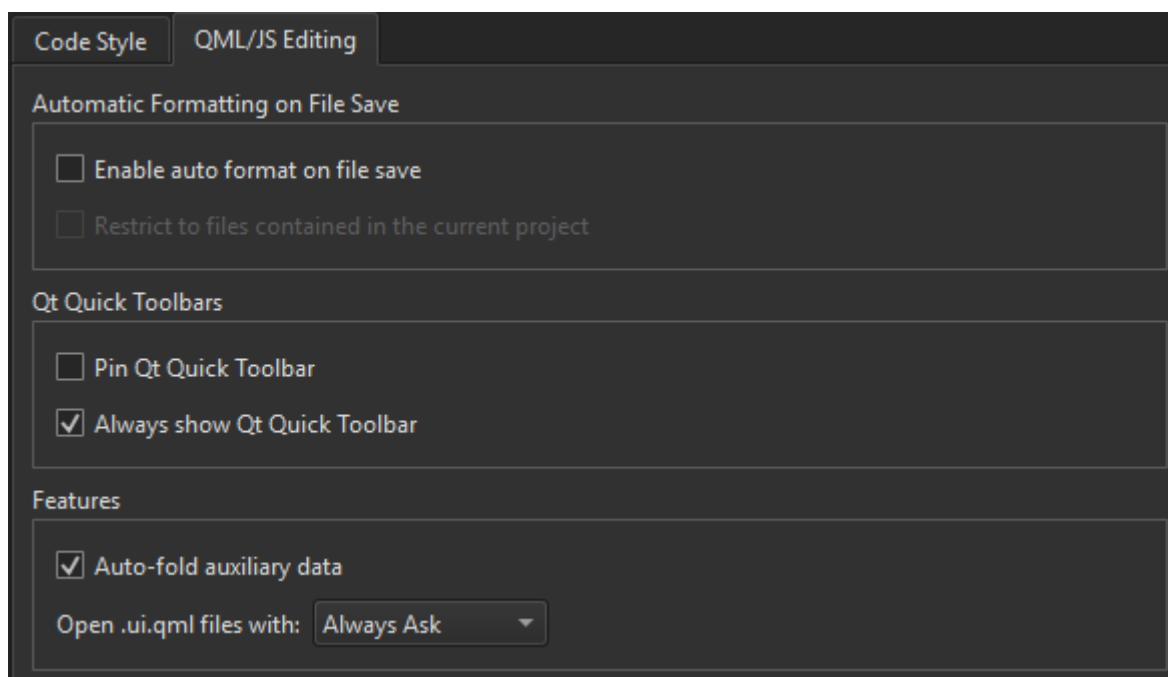 Code Style
QML/JS Editing
Automatic Formatting on File Save
Enable auto format on file save
Restrict to files contained in the current project
Qt Quick Toolbars
Pin Qt Quick Toolbar
Always show Qt Quick Toolbar
Features
Auto-fold auxiliary data
Open .ui.qml files with: Always Ask